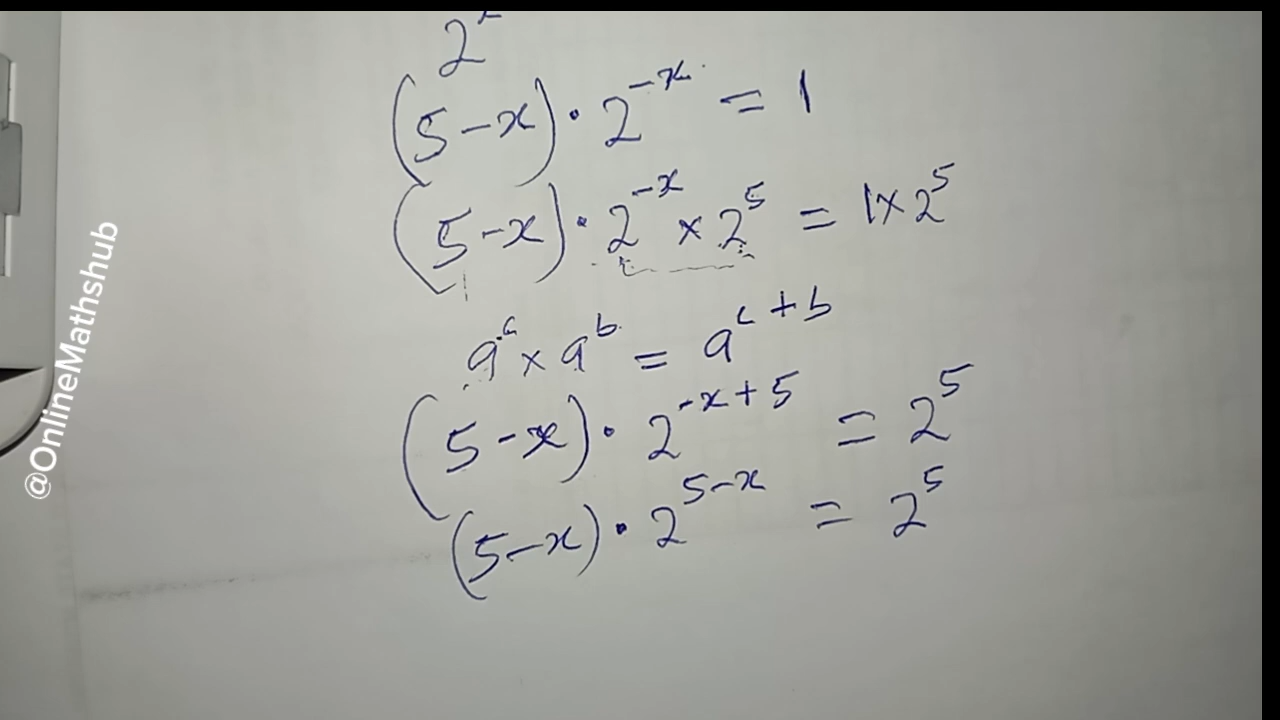 2^x
(5-x)·2^-x = 1
(5-x)·2^-x × 2^5 = 1×2^5
a^c × a^b = a^c+b
(5-x)·2^-x+5 = 2^5
(5-x)·2^5-x = 2^5
@OnlineMathshub